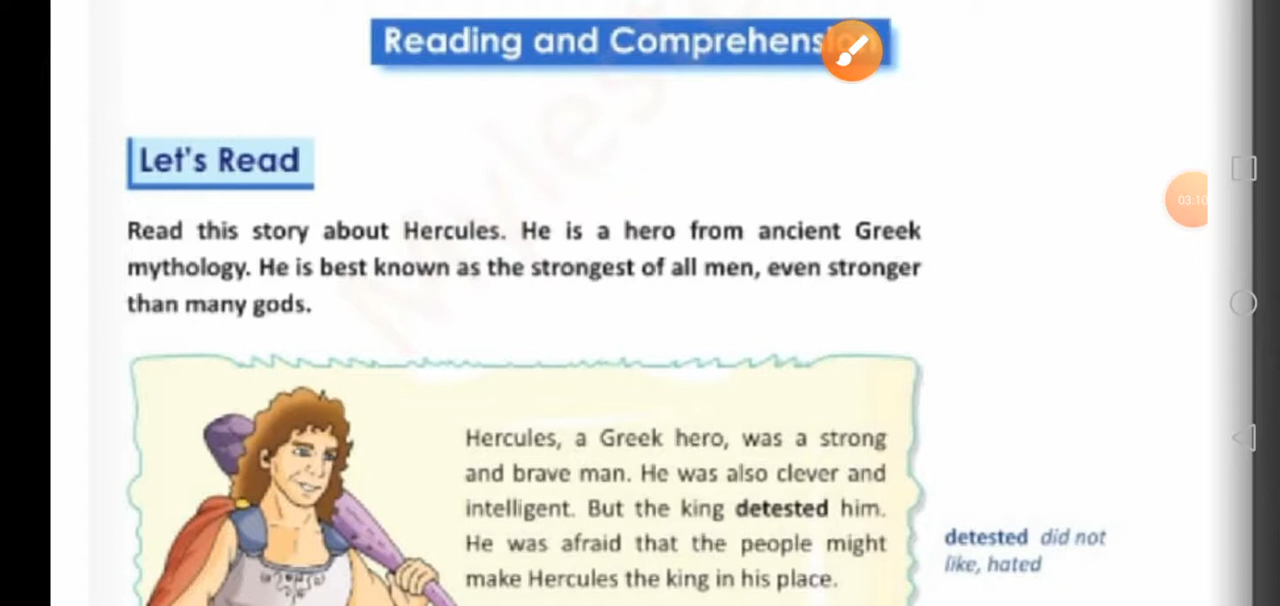 Reading and Comprehension
Let's Read
Read this story about Hercules. He is a hero from ancient Greek
mythology. He is best known as the strongest of all men, even stronger
than many gods.
Hercules, a Greek hero, was a strong
and brave man. He was also clever and
intelligent. But the king detested him.
He was afraid that the people might
make Hercules the king in his place.
detested did not
like, hated
03:10